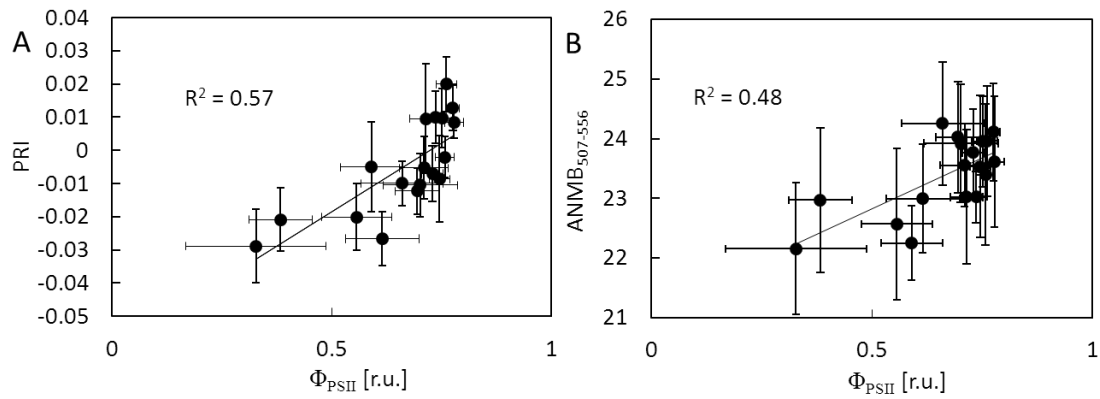 A
0.04
0.03
0.02
0.01
0
-0.01
-0.02
-0.03
-0.04
-0.05
PRI
R² = 0.57
0
0.5
1
Φ_PSII [r.u.]
B
26
25
24
23
22
21
ANMB₅₀₇₋₅₅₆
R² = 0.48
0
0.5
1
Φ_PSII [r.u.]